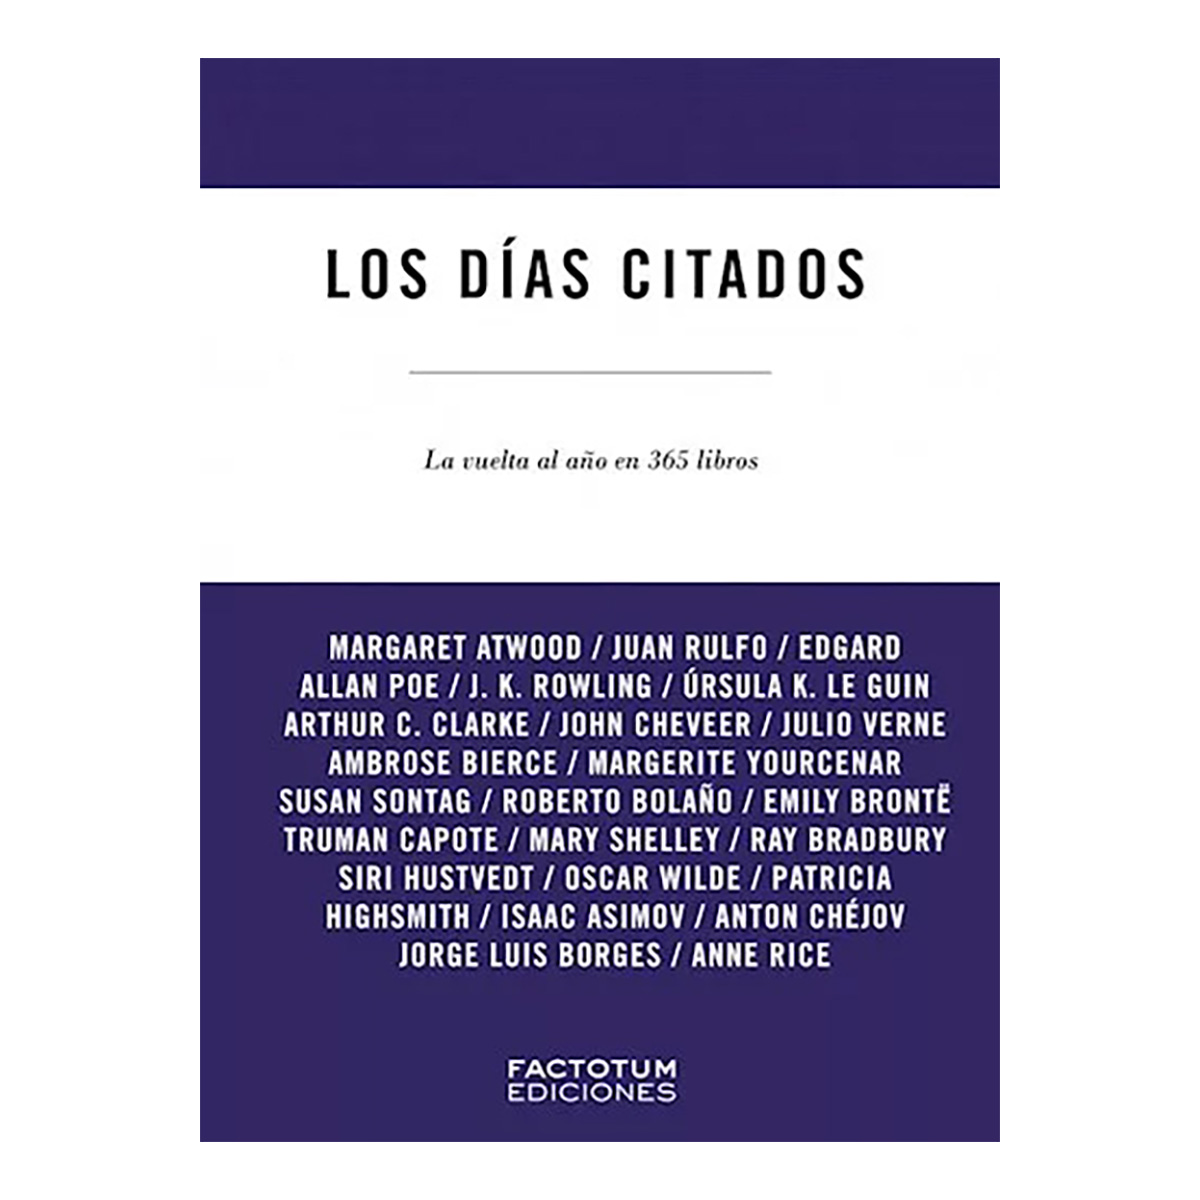 LOS DÍAS CITADOS
La vuelta al año en 365 libros
MARGARET ATWOOD / JUAN RULFO / EDGARD
ALLAN POE / J. K. ROWLING / ÚRSULA K. LE GUIN
ARTHUR C. CLARKE / JOHN CHEVEER / JULIO VERNE
AMBROSE BIERCE / MARGERITE YOURCENAR
SUSAN SONTAG / ROBERTO BOLAÑO / EMILY BRONTË
TRUMAN CAPOTE / MARY SHELLEY / RAY BRADBURY
SIRI HUSTVEDT / OSCAR WILDE / PATRICIA
HIGHSMITH / ISAAC ASIMOV / ANTON CHÉJOV
JORGE LUIS BORGES / ANNE RICE
FACTOTUM
EDICIONES